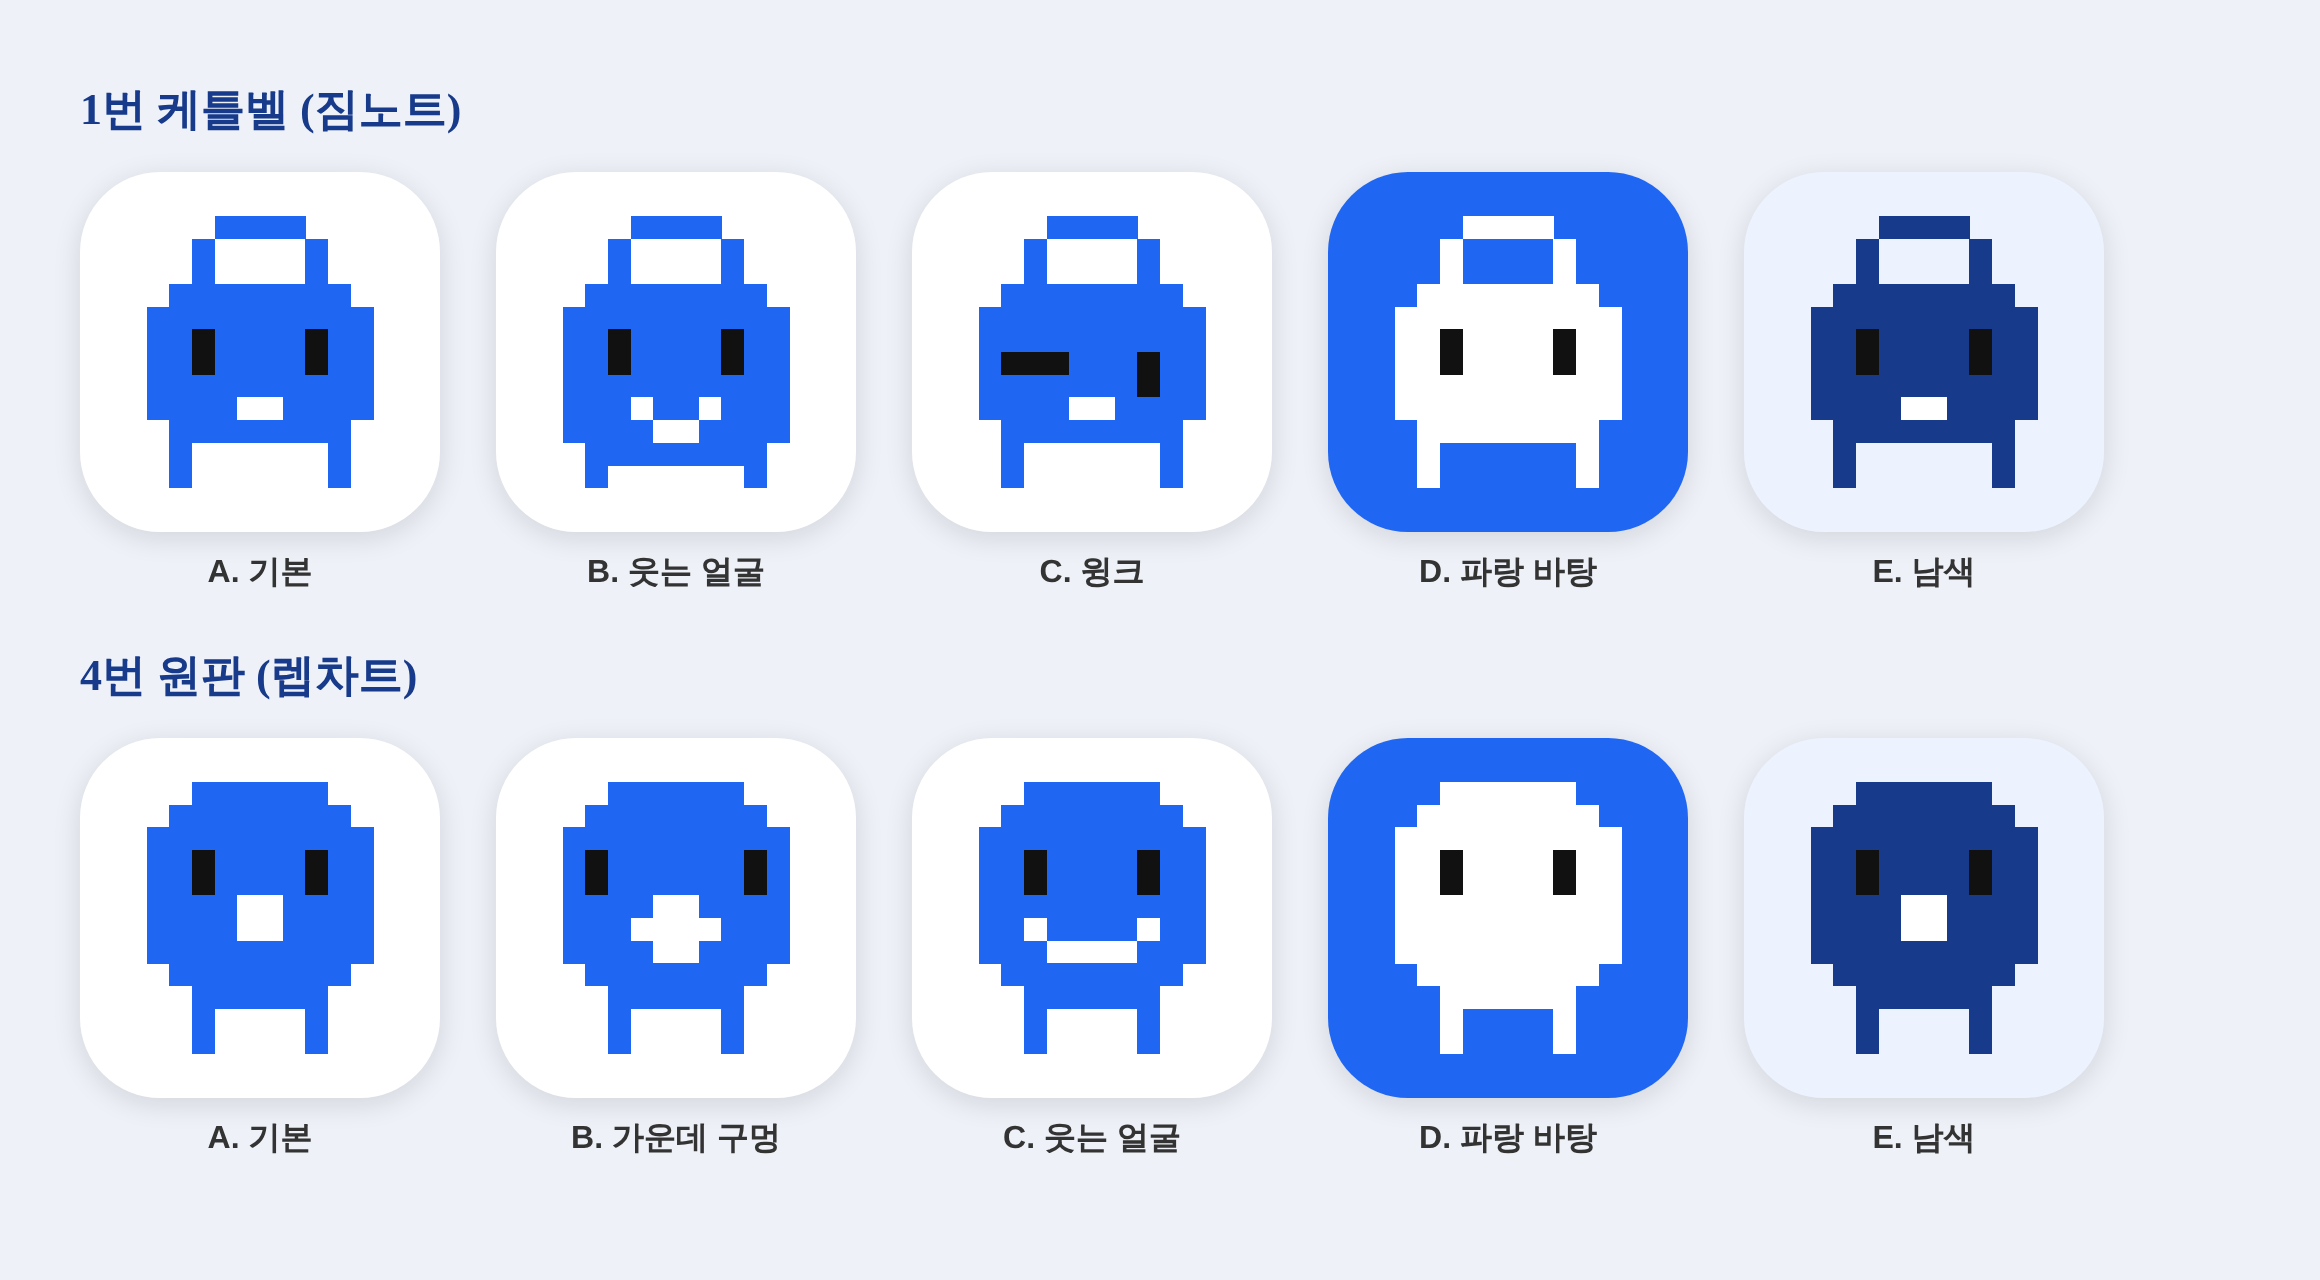 1번 케틀벨 (짐노트)
A. 기본
B. 웃는 얼굴
C. 윙크
D. 파랑 바탕
E. 남색
4번 원판 (렙차트)
A. 기본
B. 가운데 구멍
C. 웃는 얼굴
D. 파랑 바탕
E. 남색